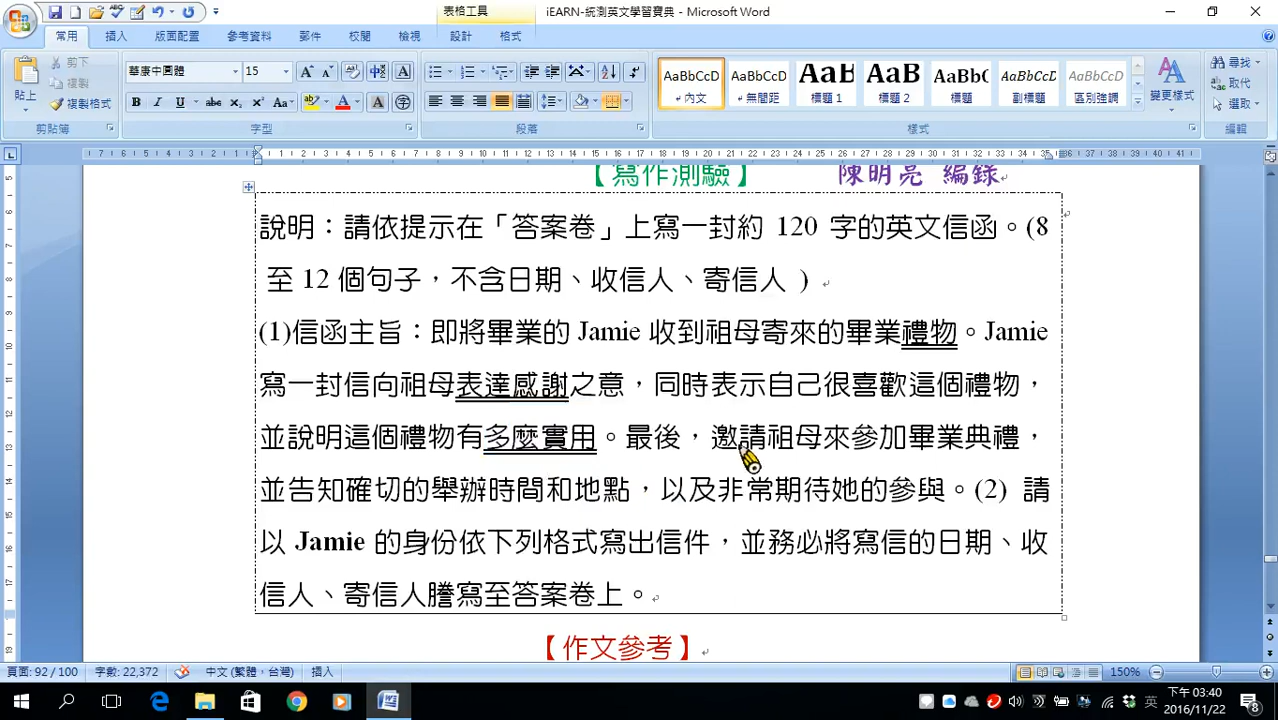 表格工具
iEARN-統測英文學習寶典 - Microsoft Word
常用 插入 版面配置 參考資料 郵件 校閱 檢視 設計 格式
貼上 剪下
複製
複製格式
剪貼簿
華康中圓體 15
字型
段落
AaBbCcD AaBbCcD AaBb AaB AaBbC AaBbCcD AaBbCcD
內文 無間距 標題 1 標題 2 標題 副標題 區別強調
變更樣式
樣式
尋找
取代
選取
編輯
【寫作測驗】 陳明亮 編錄
說明：請依提示在「答案卷」上寫一封約 120 字的英文信函。(8
至 12 個句子，不含日期、收信人、寄信人 )
(1)信函主旨：即將畢業的 Jamie 收到祖母寄來的畢業禮物。Jamie
寫一封信向祖母表達感謝之意，同時表示自己很喜歡這個禮物，
並說明這個禮物有多麼實用。最後，邀請祖母來參加畢業典禮，
並告知確切的舉辦時間和地點，以及非常期待她的參與。(2) 請
以 Jamie 的身份依下列格式寫出信件，並務必將寫信的日期、收
信人、寄信人謄寫至答案卷上。
【作文參考】
頁面: 92/100 字數: 22,372 中文 (繁體，台灣) 插入 150%
英 下午 03:40
2016/11/22